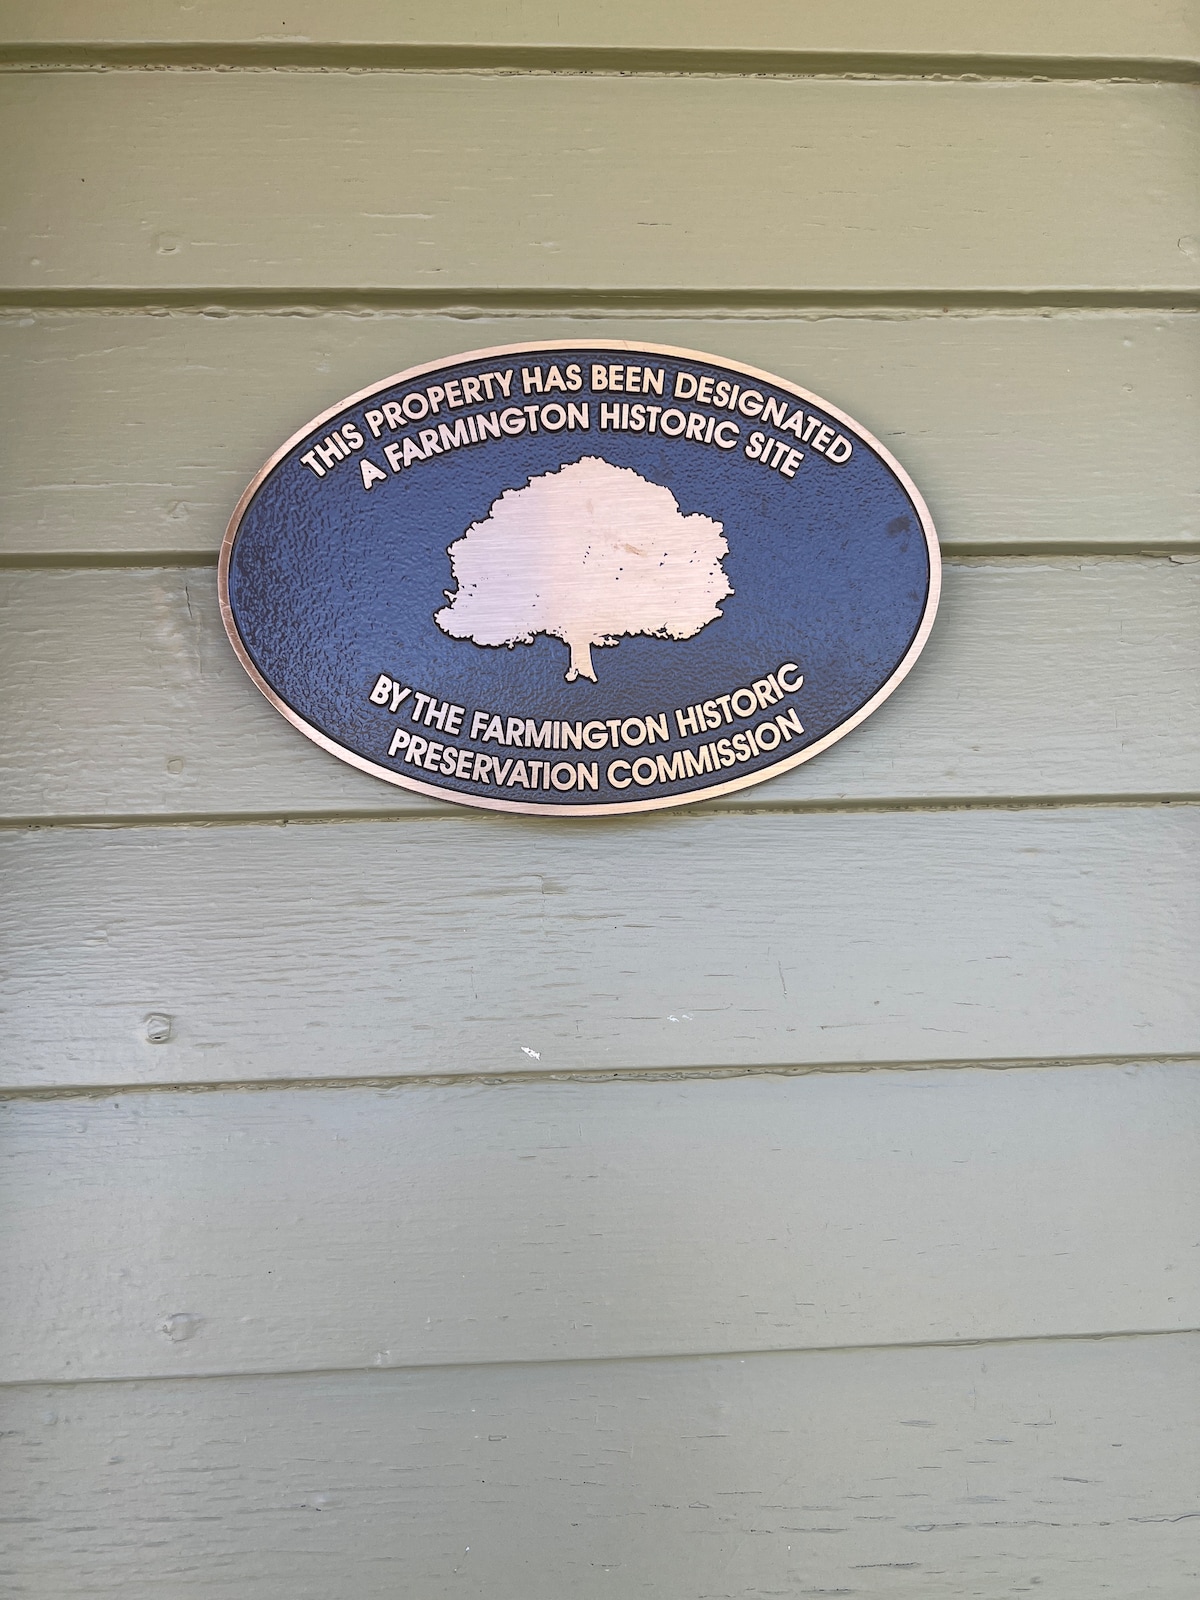 THIS PROPERTY HAS BEEN DESIGNATED
A FARMINGTON HISTORIC SITE
BY THE FARMINGTON HISTORIC
PRESERVATION COMMISSION